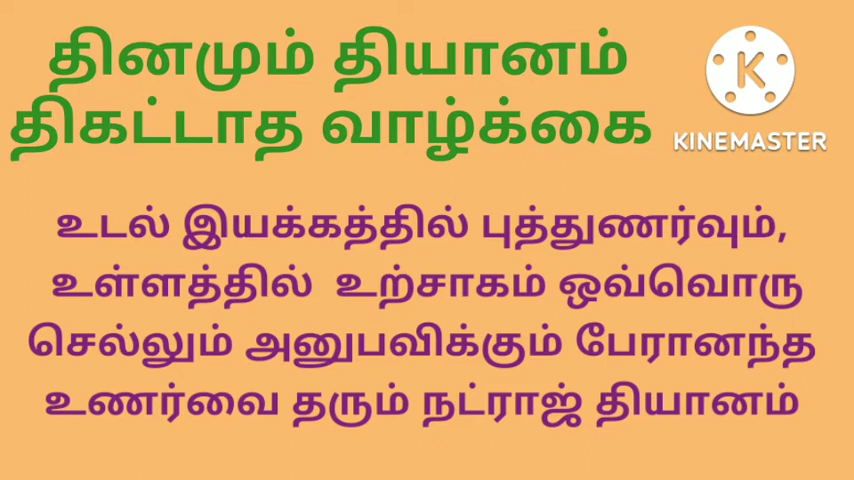 தினமும் தியானம்
திகட்டாத வாழ்க்கை
K
KINEMASTER
உடல் இயக்கத்தில் புத்துணர்வும்,
உள்ளத்தில் உற்சாகம் ஒவ்வொரு
செல்லும் அனுபவிக்கும் பேரானந்த
உணர்வை தரும் நட்ராஜ் தியானம்